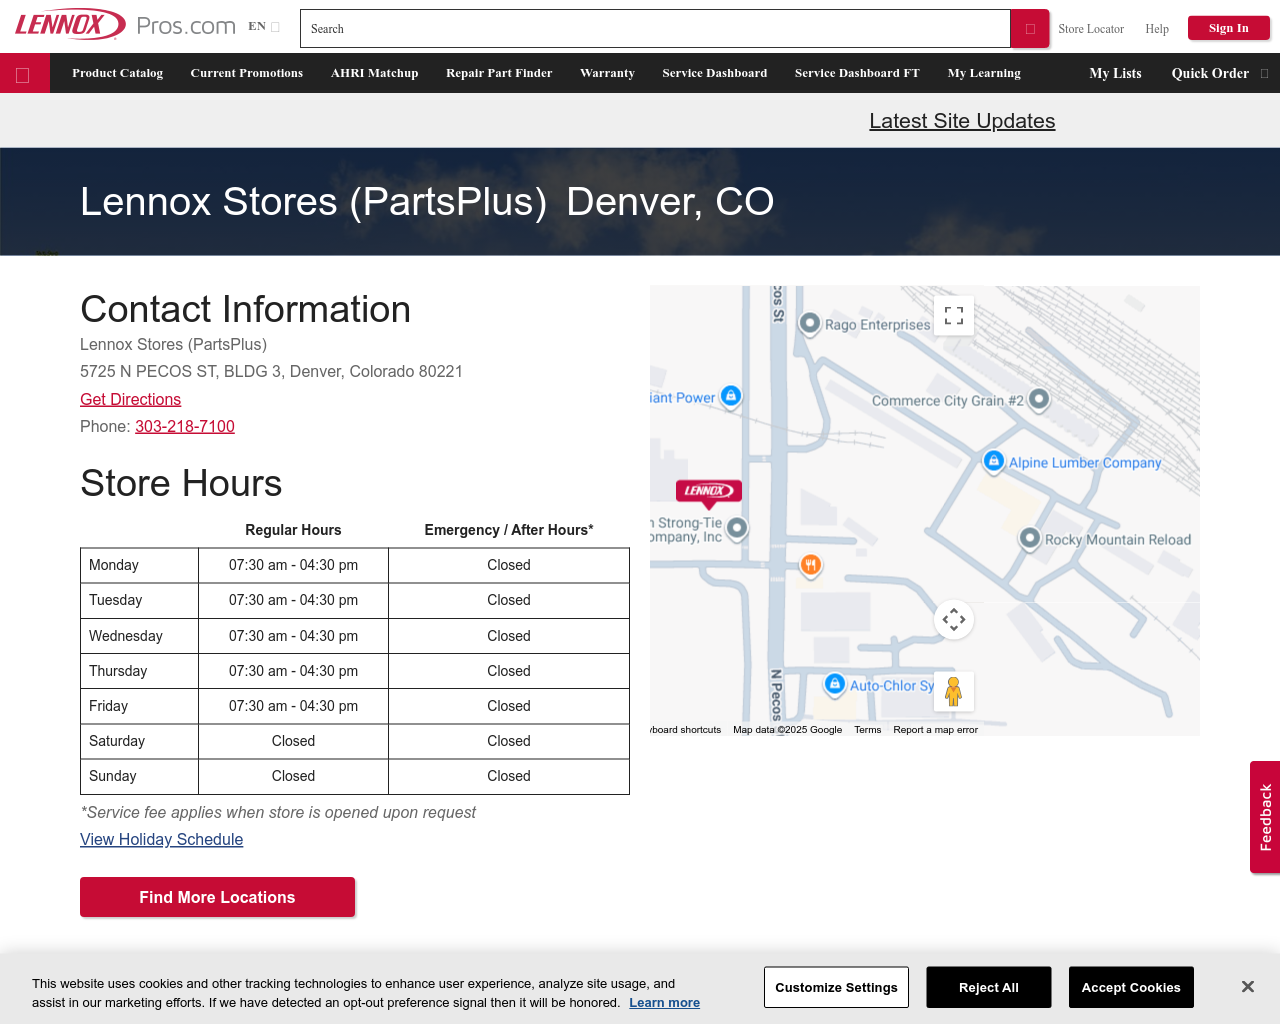 LENNOX Pros.com EN
Search
Store Locator Help Sign In
Product Catalog Current Promotions AHRI Matchup Repair Part Finder Warranty Service Dashboard Service Dashboard FT My Learning My Lists Quick Order
Latest Site Updates
Lennox Stores (PartsPlus) Denver, CO
Contact Information
Lennox Stores (PartsPlus)
5725 N PECOS ST, BLDG 3, Denver, Colorado 80221
Get Directions
Phone: 303-218-7100
Store Hours
Regular Hours Emergency / After Hours*
Monday 07:30 am - 04:30 pm Closed
Tuesday 07:30 am - 04:30 pm Closed
Wednesday 07:30 am - 04:30 pm Closed
Thursday 07:30 am - 04:30 pm Closed
Friday 07:30 am - 04:30 pm Closed
Saturday Closed Closed
Sunday Closed Closed
*Service fee applies when store is opened upon request
View Holiday Schedule
Find More Locations
cos St
Rago Enterprises
iant Power
Commerce City Grain #2
Alpine Lumber Company
LENNOX
n Strong-Tie
ompany, Inc
Rocky Mountain Reload
N Pecos
Auto-Chlor Sy
yboard shortcuts Map data ©2025 Google Terms Report a map error
Feedback
This website uses cookies and other tracking technologies to enhance user experience, analyze site usage, and
assist in our marketing efforts. If we have detected an opt-out preference signal then it will be honored. Learn more
Customize Settings Reject All Accept Cookies